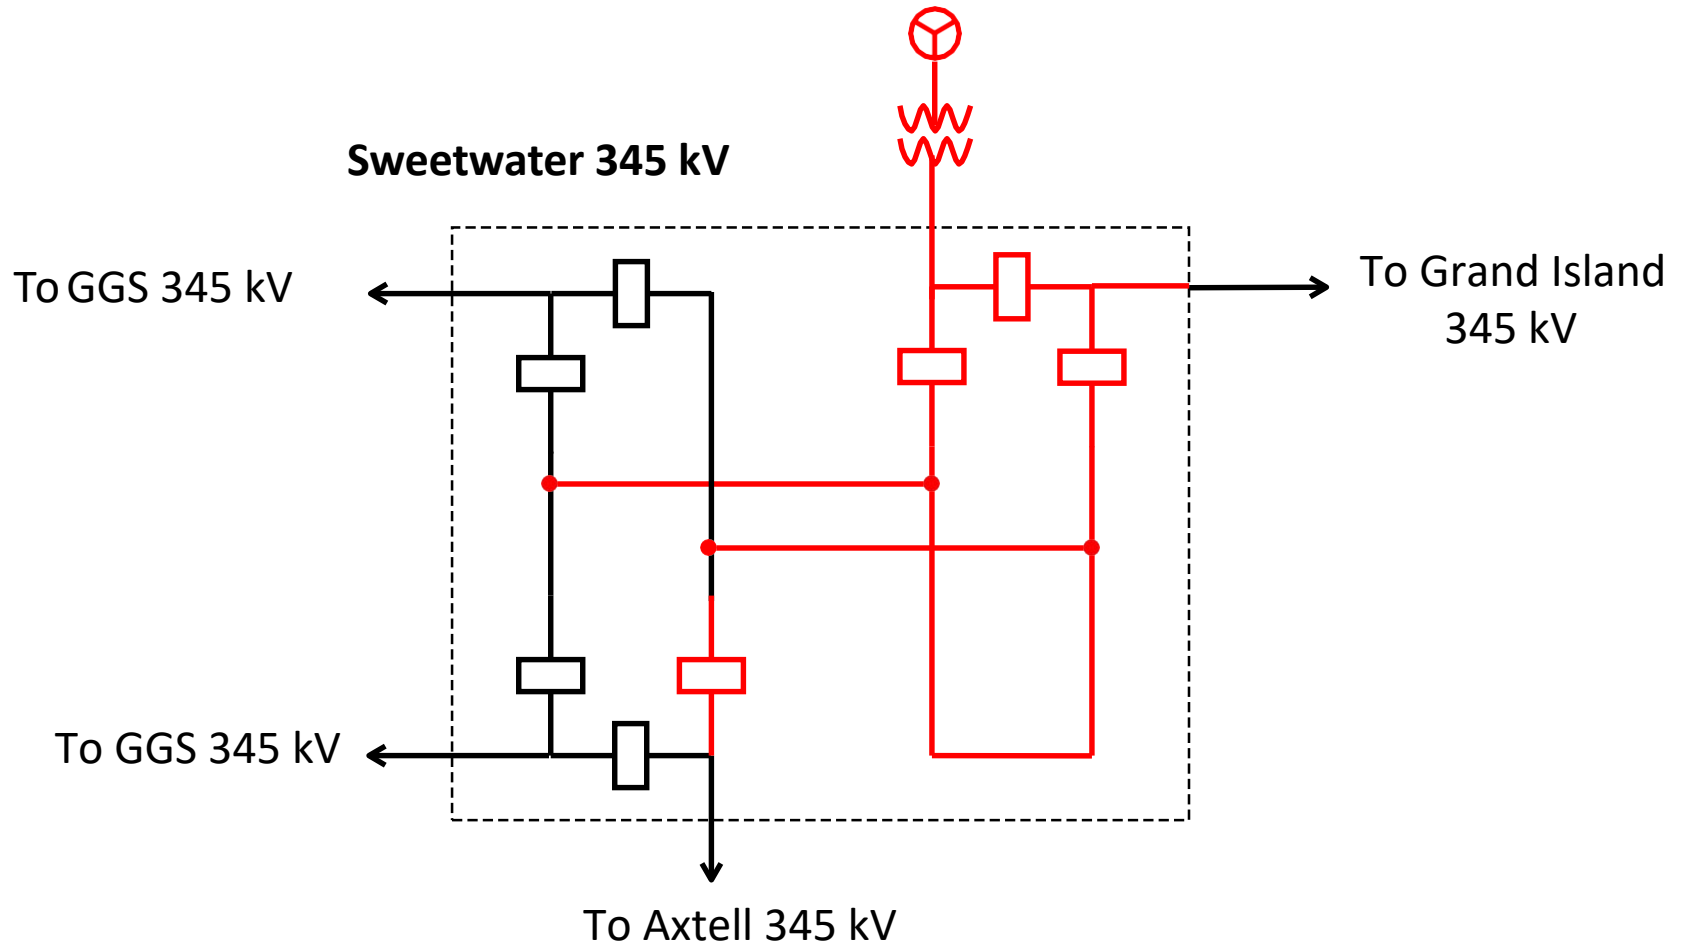 Sweetwater 345 kV
To GGS 345 kV
To Grand Island
345 kV
To GGS 345 kV
To Axtell 345 kV